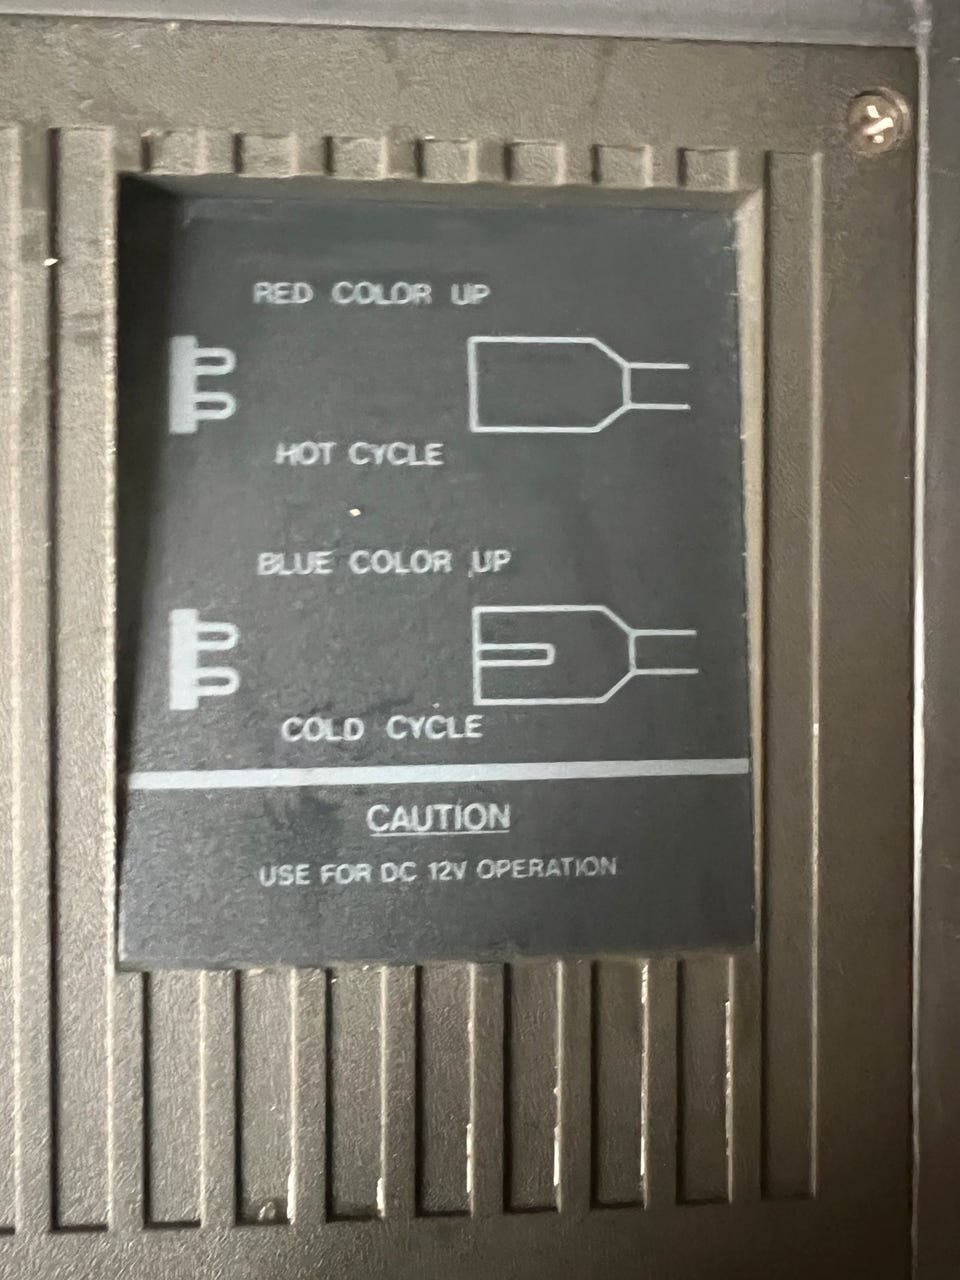 RED COLOR UP
HOT CYCLE
BLUE COLOR UP
COLD CYCLE
CAUTION
USE FOR DC 12V OPERATION